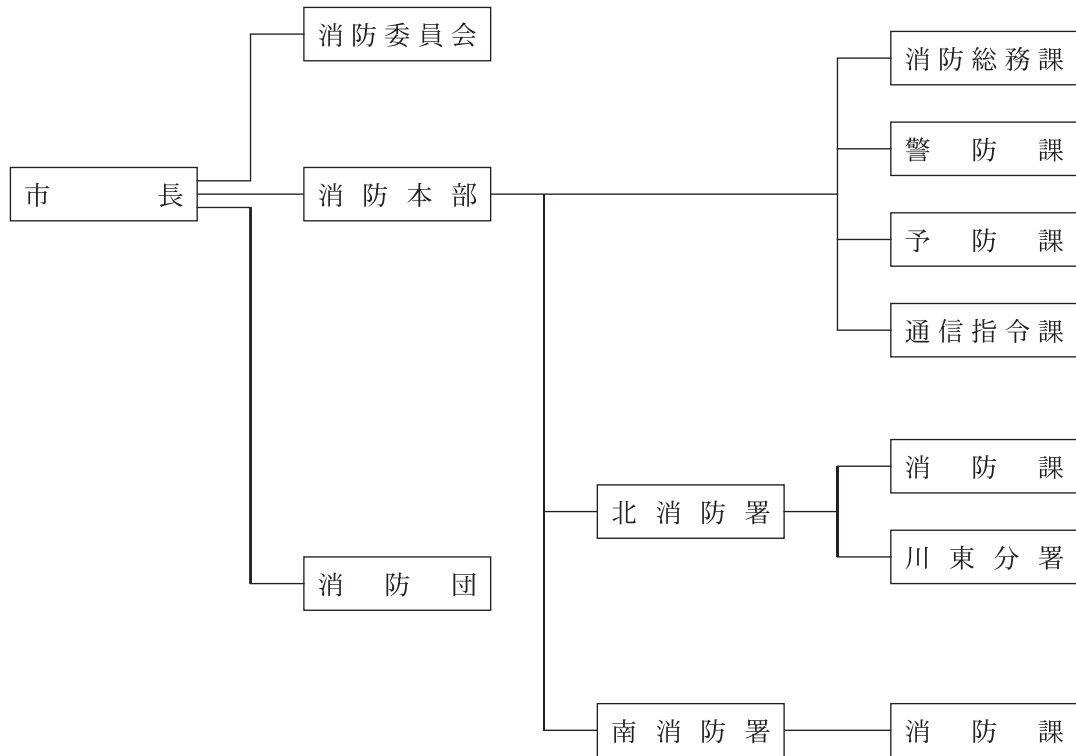 消防委員会
消防総務課
警防課
市長
消防本部
予防課
通信指令課
消防課
北消防署
川東分署
消防団
南消防署
消防課